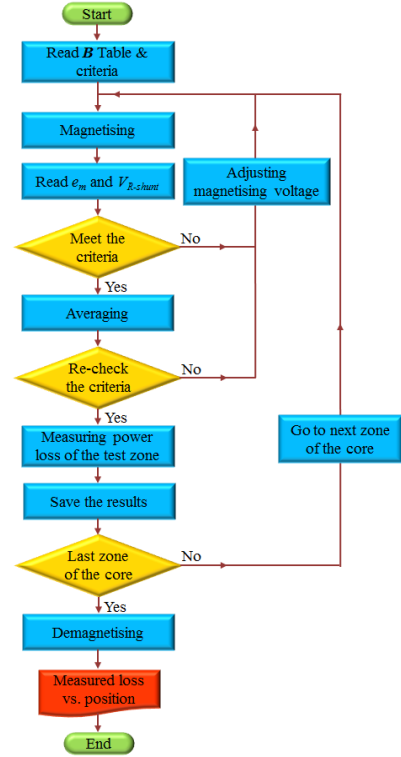 Start
Read B Table &
criteria
Magnetising
Adjusting
magnetising voltage
Read em and VR-shunt
Meet the
criteria
No
Yes
Averaging
Re-check
the criteria
No
Yes
Measuring power
loss of the test zone
Go to next zone
of the core
Save the results
Last zone
of the core
No
Yes
Demagnetising
Measured loss
vs. position
End